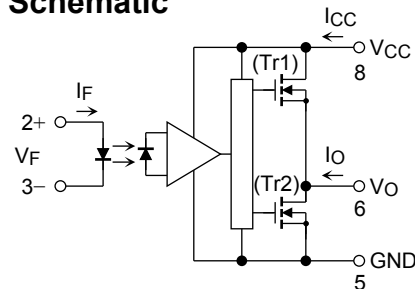 Schematic
ICC
VCC
8
(Tr1)
IF
2+
VF
3−
IO
(Tr2)
VO
6
GND
5